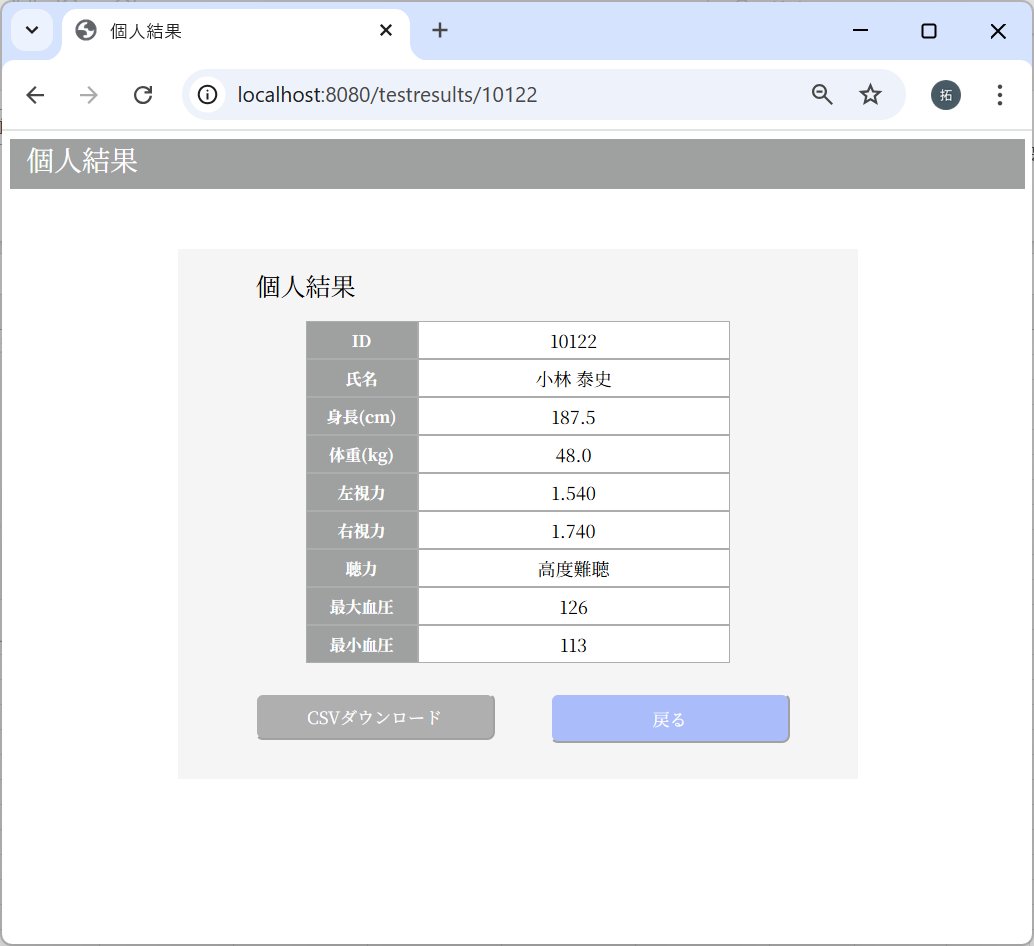 個人結果
localhost:8080/testresults/10122
拓
個人結果
個人結果
ID 10122
氏名 小林 泰史
身長(cm) 187.5
体重(kg) 48.0
左視力 1.540
右視力 1.740
聴力 高度難聴
最大血圧 126
最小血圧 113
CSVダウンロード 戻る